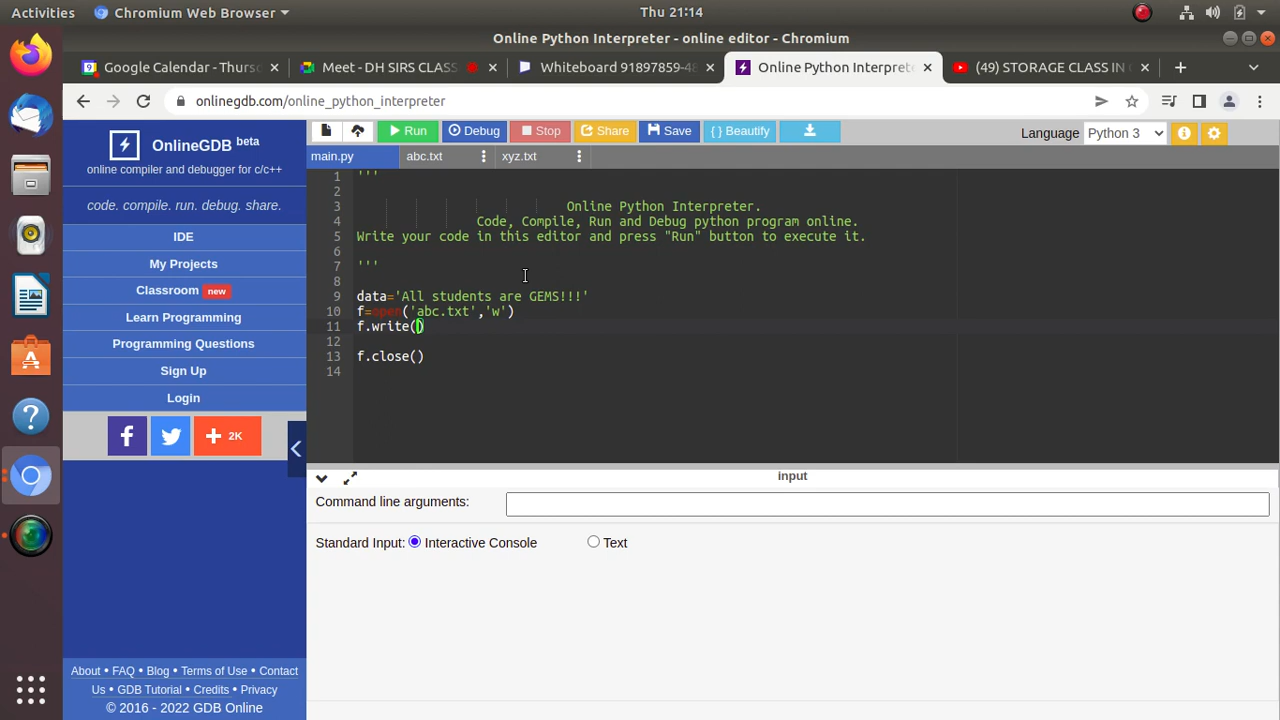 Activities
Chromium Web Browser
Thu 21:14
Online Python Interpreter - online editor - Chromium
Google Calendar - Thurs
Meet - DH SIRS CLASS
Whiteboard 91897859-48
Online Python Interprete
(49) STORAGE CLASS IN C
onlinegdb.com/online_python_interpreter
OnlineGDB beta
online compiler and debugger for c/c++
code. compile. run. debug. share.
IDE
My Projects
Classroom new
Learn Programming
Programming Questions
Sign Up
Login
+ 2K
About • FAQ • Blog • Terms of Use • Contact
Us • GDB Tutorial • Credits • Privacy
© 2016 - 2022 GDB Online
Run
Debug
Stop
Share
Save
{ } Beautify
Language Python 3
main.py
abc.txt
xyz.txt
1 '''
2
3 Online Python Interpreter.
4 Code, Compile, Run and Debug python program online.
5 Write your code in this editor and press "Run" button to execute it.
6
7 '''
8
9 data='All students are GEMS!!!'
10 f=open('abc.txt','w')
11 f.write()
12
13 f.close()
14
input
Command line arguments:
Standard Input: Interactive Console Text